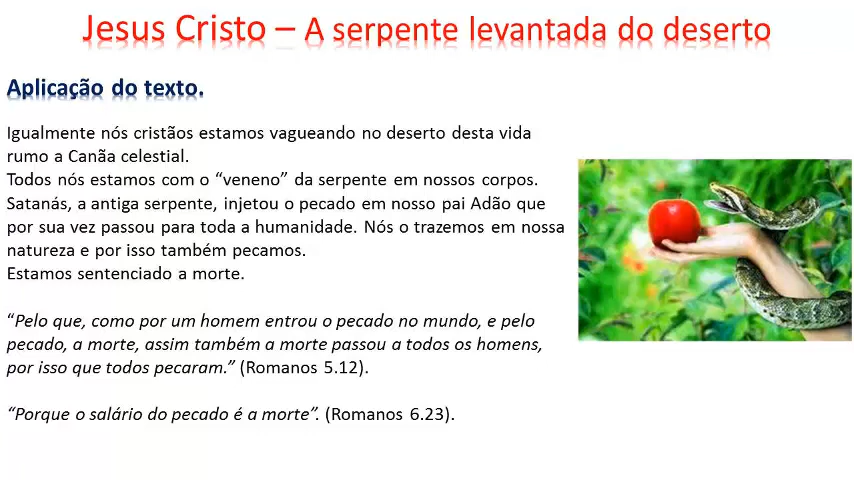 Jesus Cristo – A serpente levantada do deserto
Aplicação do texto.
Igualmente nós cristãos estamos vagueando no deserto desta vida
rumo a Canãa celestial.
Todos nós estamos com o “veneno” da serpente em nossos corpos.
Satanás, a antiga serpente, injetou o pecado em nosso pai Adão que
por sua vez passou para toda a humanidade. Nós o trazemos em nossa
natureza e por isso também pecamos.
Estamos sentenciado a morte.
“Pelo que, como por um homem entrou o pecado no mundo, e pelo
pecado, a morte, assim também a morte passou a todos os homens,
por isso que todos pecaram.” (Romanos 5.12).
“Porque o salário do pecado é a morte”. (Romanos 6.23).